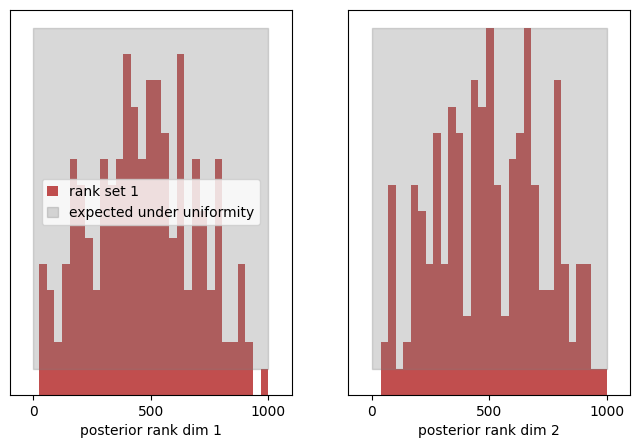 rank set 1
expected under uniformity
0 500 1000
0 500 1000
posterior rank dim 1
posterior rank dim 2